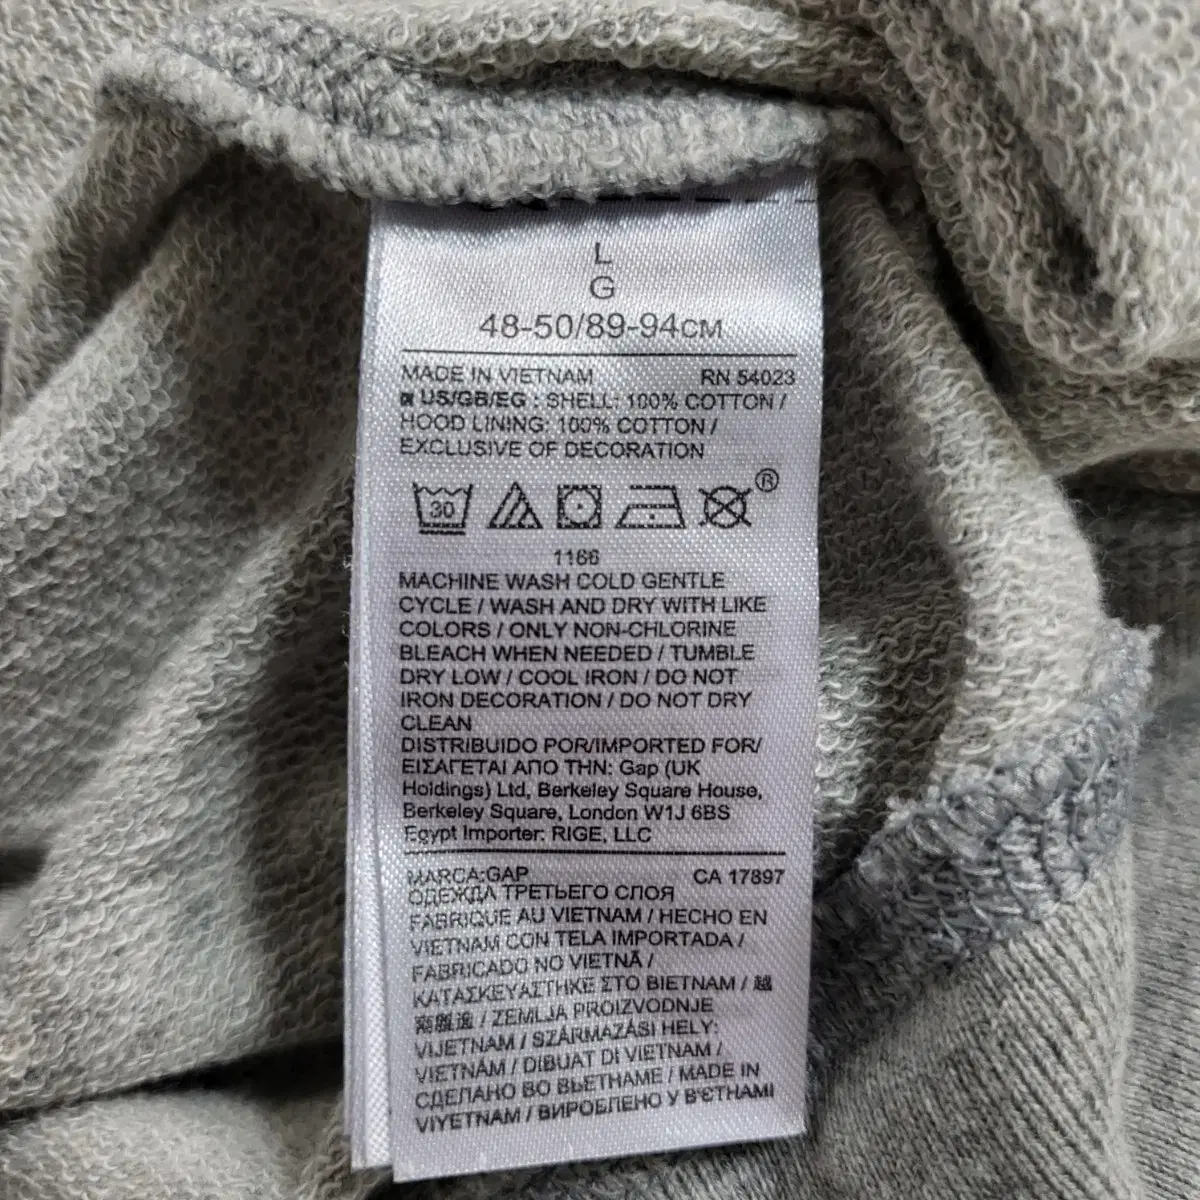 L
G
48-50/89-94CM
MADE IN VIETNAM RN 54023
US/GB/EG : SHELL: 100% COTTON /
HOOD LINING: 100% COTTON /
EXCLUSIVE OF DECORATION
30
®
1166
MACHINE WASH COLD GENTLE
CYCLE / WASH AND DRY WITH LIKE
COLORS / ONLY NON-CHLORINE
BLEACH WHEN NEEDED / TUMBLE
DRY LOW / COOL IRON / DO NOT
IRON DECORATION / DO NOT DRY
CLEAN
DISTRIBUIDO POR/IMPORTED FOR/
ΕΙΣΑΓΕΤΑΙ ΑΠΟ ΤΗΝ: Gap (UK
Holdings) Ltd, Berkeley Square House,
Berkeley Square, London W1J 6BS
Egypt Importer: RIGE, LLC
MARCA:GAP CA 17897
ОДЕЖДА ТРЕТЬЕГО СЛОЯ
FABRIQUE AU VIETNAM / HECHO EN
VIETNAM CON TELA IMPORTADA /
FABRICADO NO VIETNÃ /
ΚΑΤΑΣΚΕΥΑΣΤΗΚΕ ΣΤΟ ΒΙΕΤΝΑΜ / 越
南製造 / ZEMLJA PROIZVODNJE
VIJETNAM / SZÁRMAZÁSI HELY:
VIETNÁM / DIBUAT DI VIETNAM /
СДЕЛАНО ВО ВЬЕТНАМЕ / MADE IN
VIYETNAM / ВИРОБЛЕНО У В'ЄТНАМІ